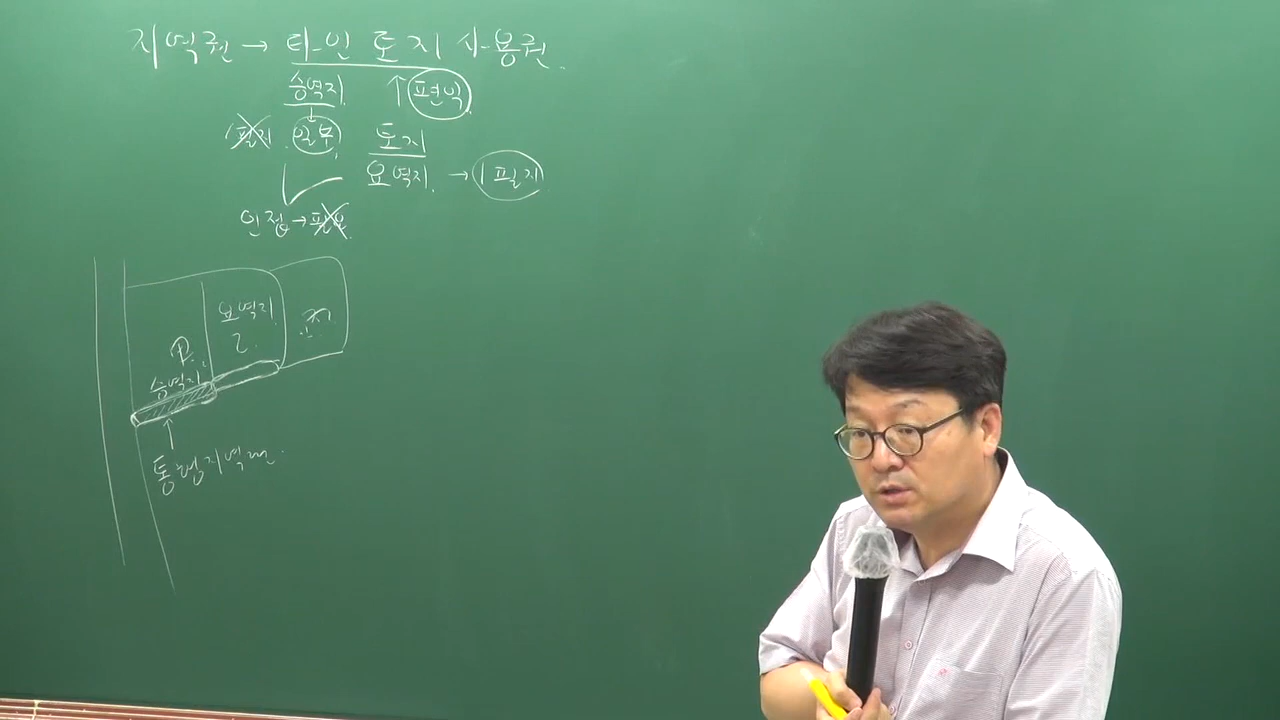 지역권 → 타인 토지 사용권
승역지 ↑ 편익
필지 일부 토지
요역지 → 1필지
인접 →
요역지
승역지
통행지역권